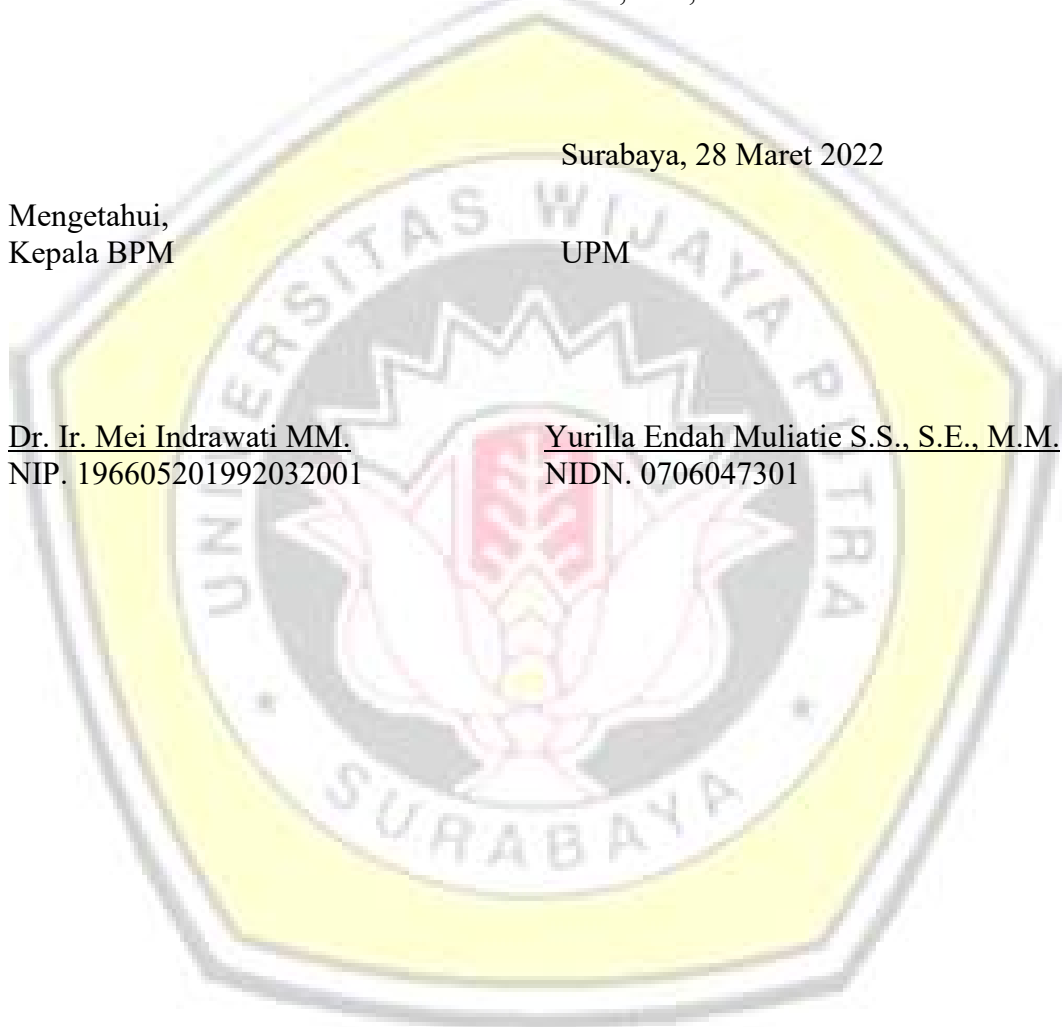 Surabaya, 28 Maret 2022
Mengetahui,
Kepala BPM
UPM
Dr. Ir. Mei Indrawati MM.
Yurilla Endah Muliatie S.S., S.E., M.M.
NIP. 196605201992032001
NIDN. 0706047301
UNIVERSITAS WIJAYA PUTRA
SURABAYA